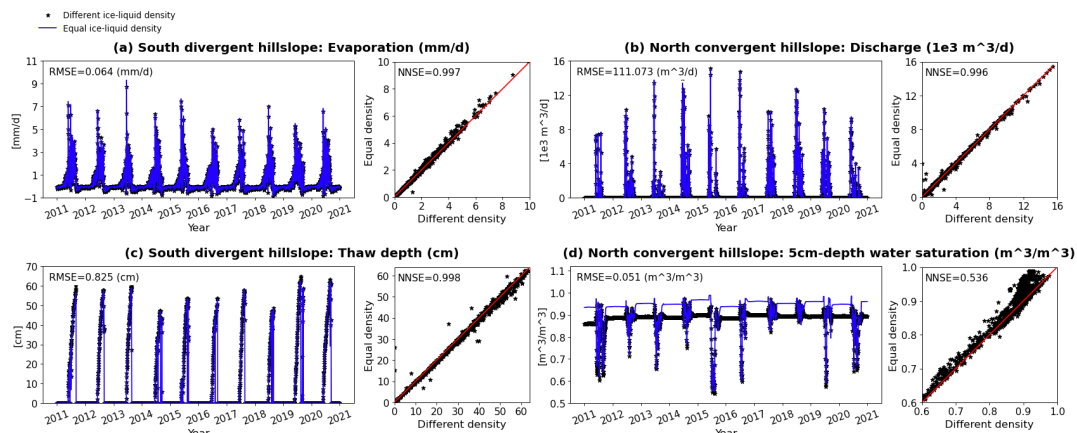 Different ice-liquid density
Equal ice-liquid density
(a) South divergent hillslope: Evaporation (mm/d)
RMSE=0.064 (mm/d)
[mm/d]
11
9
7
5
3
1
−1
2011 2012 2013 2014 2015 2016 2017 2018 2019 2020 2021
Year
NNSE=0.997
Equal density
10
8
6
4
2
0
0 2 4 6 8 10
Different density
(b) North convergent hillslope: Discharge (1e3 m^3/d)
RMSE=111.073 (m^3/d)
[1e3 m^3/d]
16
12
8
4
0
2011 2012 2013 2014 2015 2016 2017 2018 2019 2020 2021
Year
NNSE=0.996
Equal density
16
12
8
4
0
0 4 8 12 16
Different density
(c) South divergent hillslope: Thaw depth (cm)
RMSE=0.825 (cm)
[cm]
70
60
50
40
30
20
10
0
2011 2012 2013 2014 2015 2016 2017 2018 2019 2020 2021
Year
NNSE=0.998
Equal density
60
50
40
30
20
10
0
0 10 20 30 40 50 60
Different density
(d) North convergent hillslope: 5cm-depth water saturation (m^3/m^3)
RMSE=0.051 (m^3/m^3)
[m^3/m^3]
1.1
1.0
0.9
0.8
0.7
0.6
0.5
2011 2012 2013 2014 2015 2016 2017 2018 2019 2020 2021
Year
NNSE=0.536
Equal density
1.0
0.9
0.8
0.7
0.6
0.6 0.7 0.8 0.9 1.0
Different density